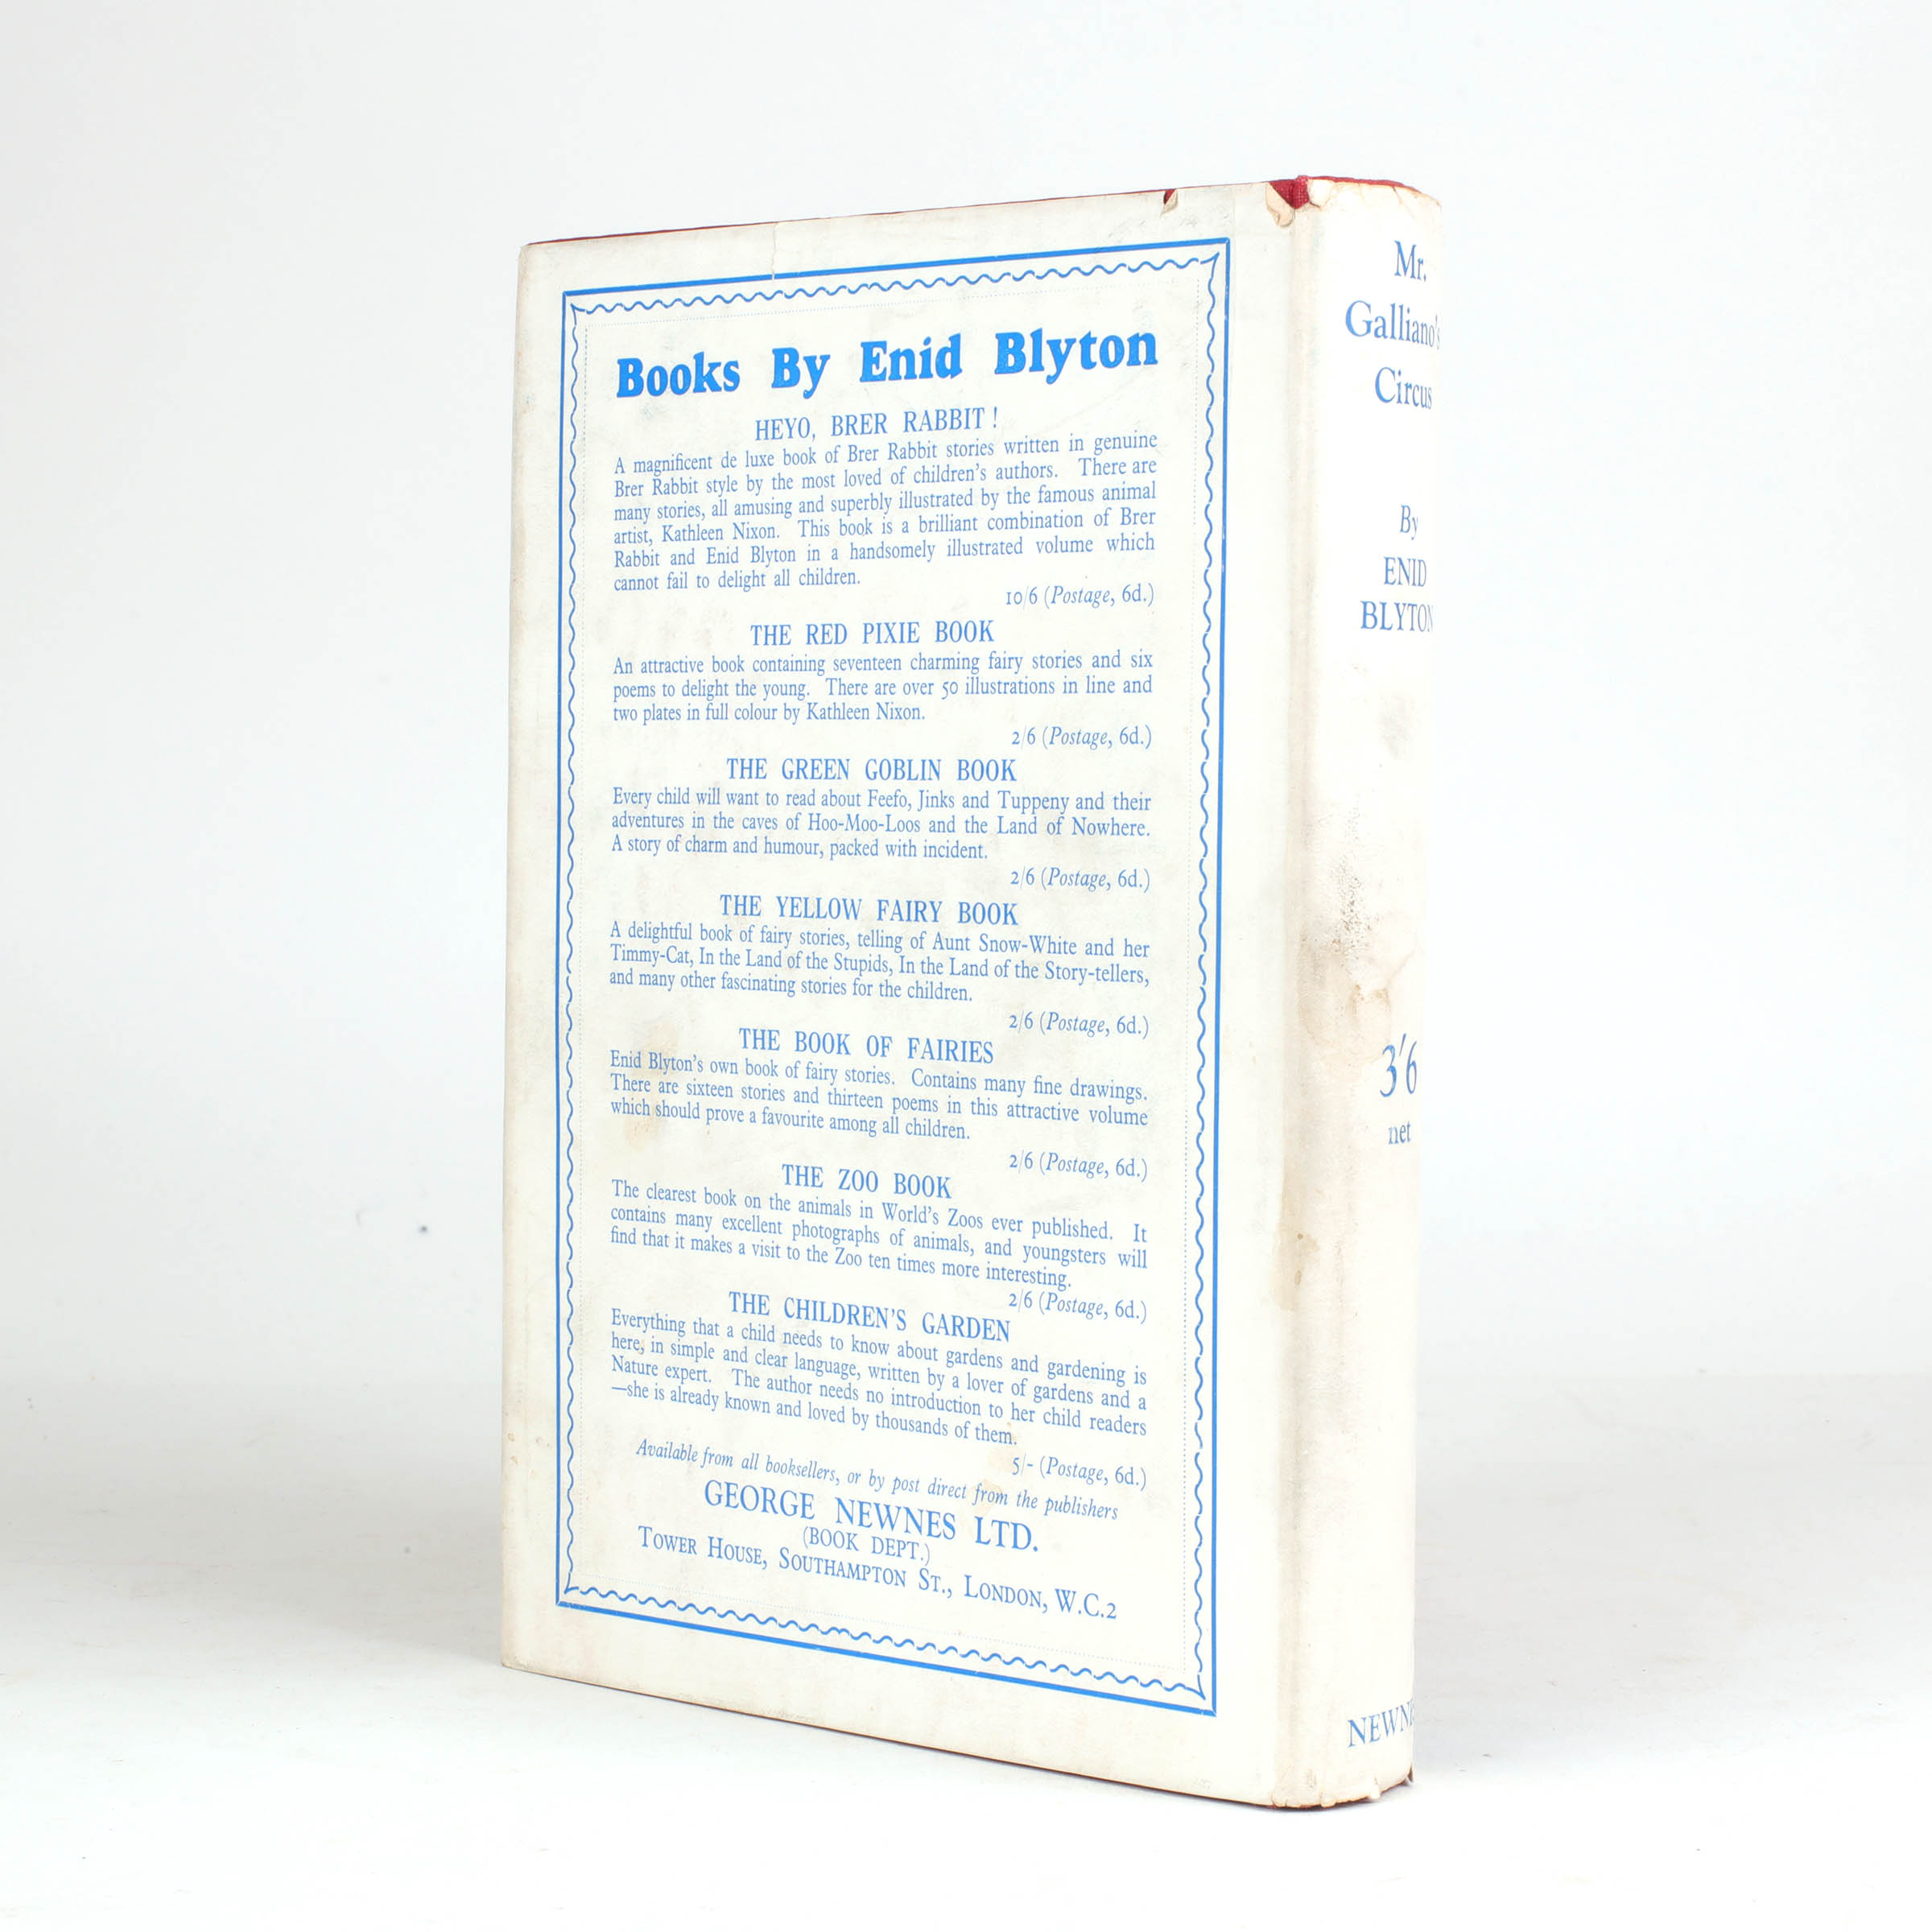 Books By Enid Blyton
HEYO, BRER RABBIT!
A magnificent de luxe book of Brer Rabbit stories written in genuine
Brer Rabbit style by the most loved of children's authors. There are
many stories, all amusing and superbly illustrated by the famous animal
artist, Kathleen Nixon. This book is a brilliant combination of Brer
Rabbit and Enid Blyton in a handsomely illustrated volume which
cannot fail to delight all children.
10/6 (Postage, 6d.)
THE RED PIXIE BOOK
An attractive book containing seventeen charming fairy stories and six
poems to delight the young. There are over 50 illustrations in line and
two plates in full colour by Kathleen Nixon.
2/6 (Postage, 6d.)
THE GREEN GOBLIN BOOK
Every child will want to read about Feefo, Jinks and Tuppeny and their
adventures in the caves of Hoo-Moo-Loos and the Land of Nowhere.
A story of charm and humour, packed with incident.
2/6 (Postage, 6d.)
THE YELLOW FAIRY BOOK
A delightful book of fairy stories, telling of Aunt Snow-White and her
Timmy-Cat, In the Land of the Stupids, In the Land of the Story-tellers,
and many other fascinating stories for the children.
2/6 (Postage, 6d.)
THE BOOK OF FAIRIES
Enid Blyton's own book of fairy stories. Contains many fine drawings.
There are sixteen stories and thirteen poems in this attractive volume
which should prove a favourite among all children.
2/6 (Postage, 6d.)
THE ZOO BOOK
The clearest book on the animals in World's Zoos ever published. It
contains many excellent photographs of animals, and youngsters will
find that it makes a visit to the Zoo ten times more interesting.
2/6 (Postage, 6d.)
THE CHILDREN'S GARDEN
Everything that a child needs to know about gardens and gardening is
here, in simple and clear language, written by a lover of gardens and a
Nature expert. The author needs no introduction to her child readers
—she is already known and loved by thousands of them.
5/- (Postage, 6d.)
Available from all booksellers, or by post direct from the publishers
GEORGE NEWNES LTD.
(BOOK DEPT.)
TOWER HOUSE, SOUTHAMPTON ST., LONDON, W.C.2
Mr.
Galliano's
Circus
By
ENID
BLYTON
3'6
net
NEWNES